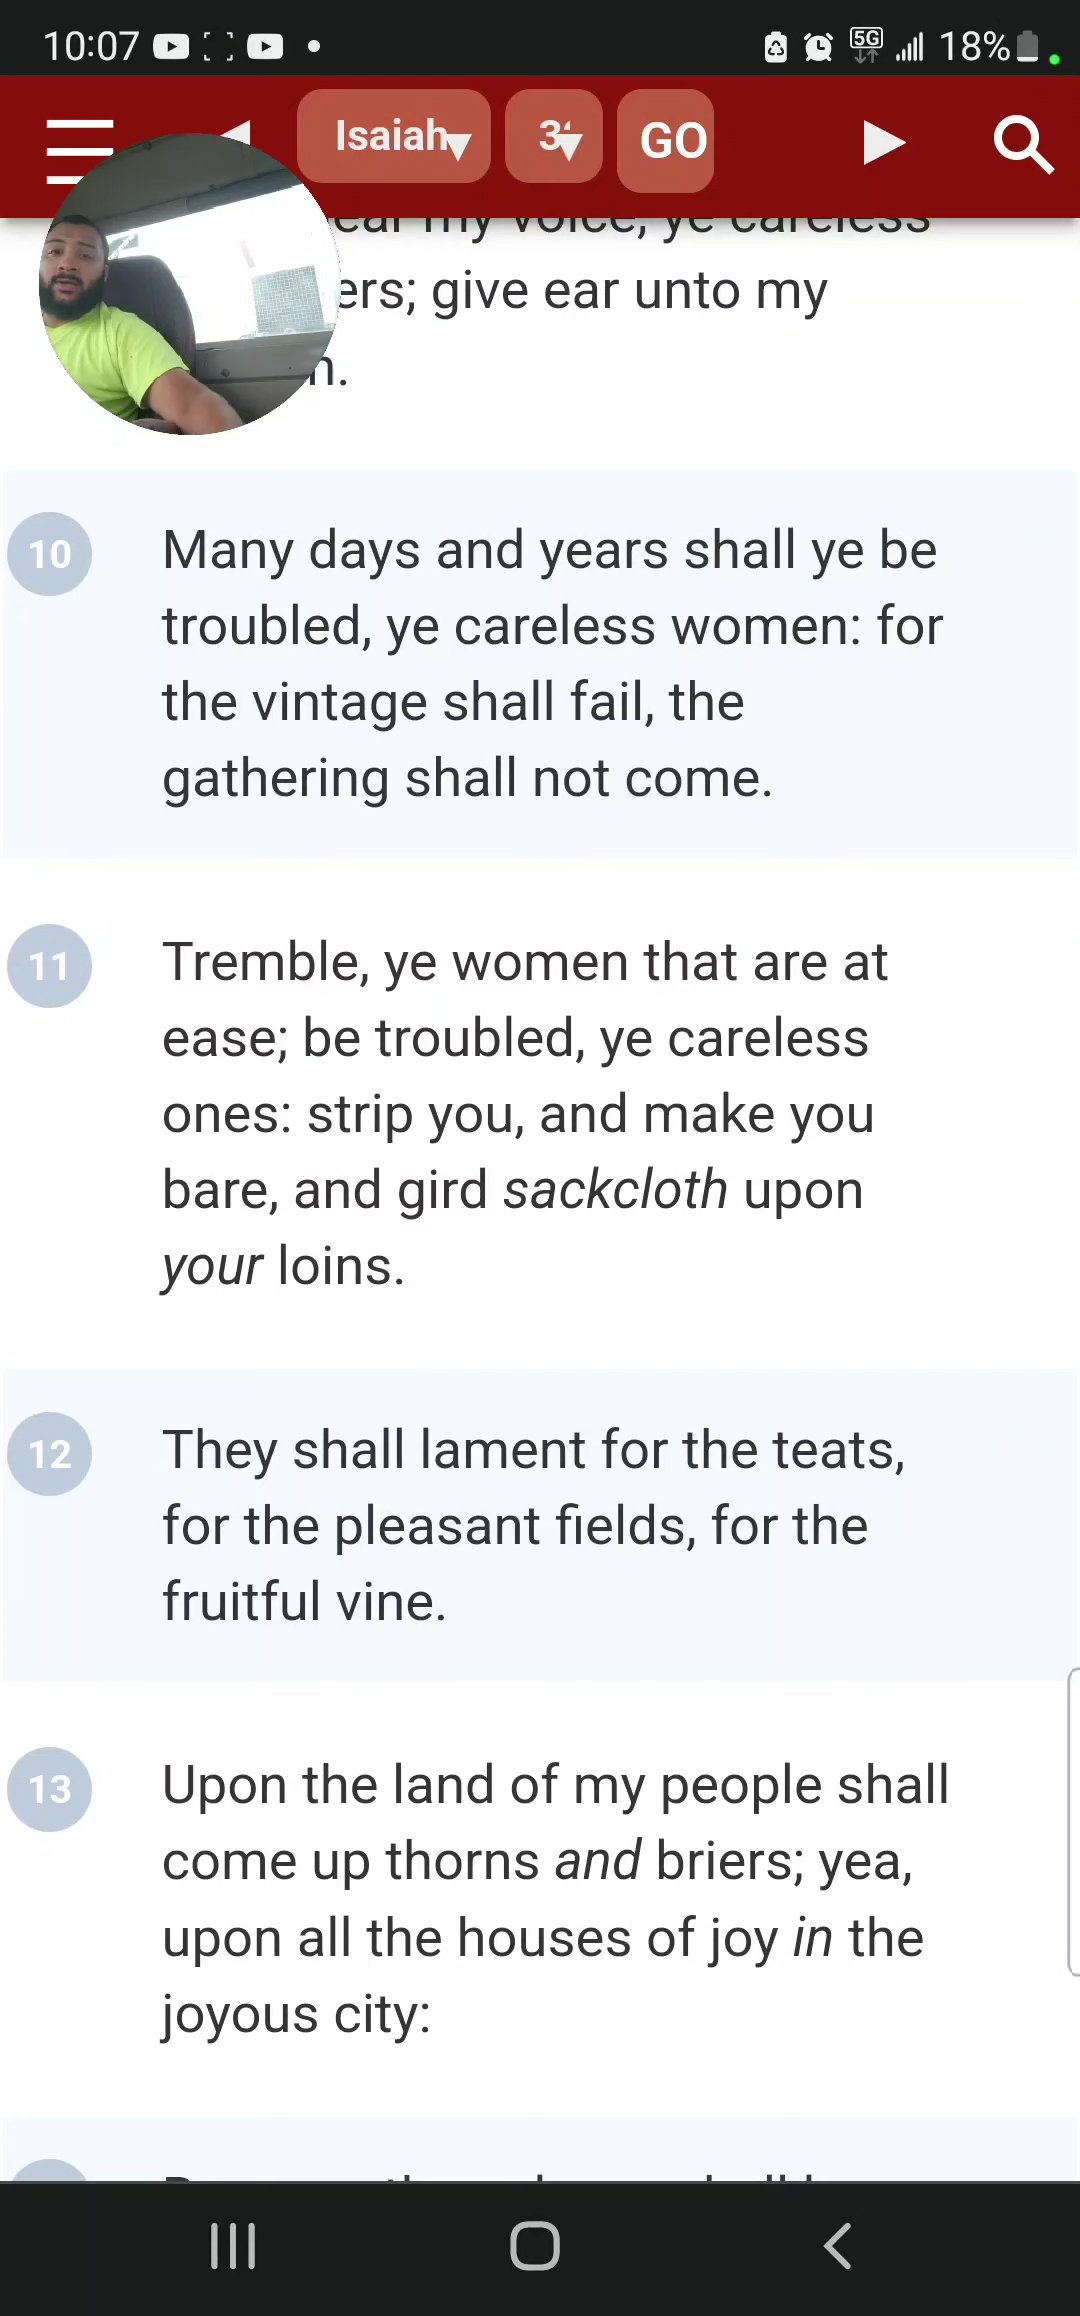 10:07 5G 18%
Isaiah GO
my voice, ye careless
ers; give ear unto my
n.
10 Many days and years shall ye be
troubled, ye careless women: for
the vintage shall fail, the
gathering shall not come.
11 Tremble, ye women that are at
ease; be troubled, ye careless
ones: strip you, and make you
bare, and gird sackcloth upon
your loins.
12 They shall lament for the teats,
for the pleasant fields, for the
fruitful vine.
13 Upon the land of my people shall
come up thorns and briers; yea,
upon all the houses of joy in the
joyous city: